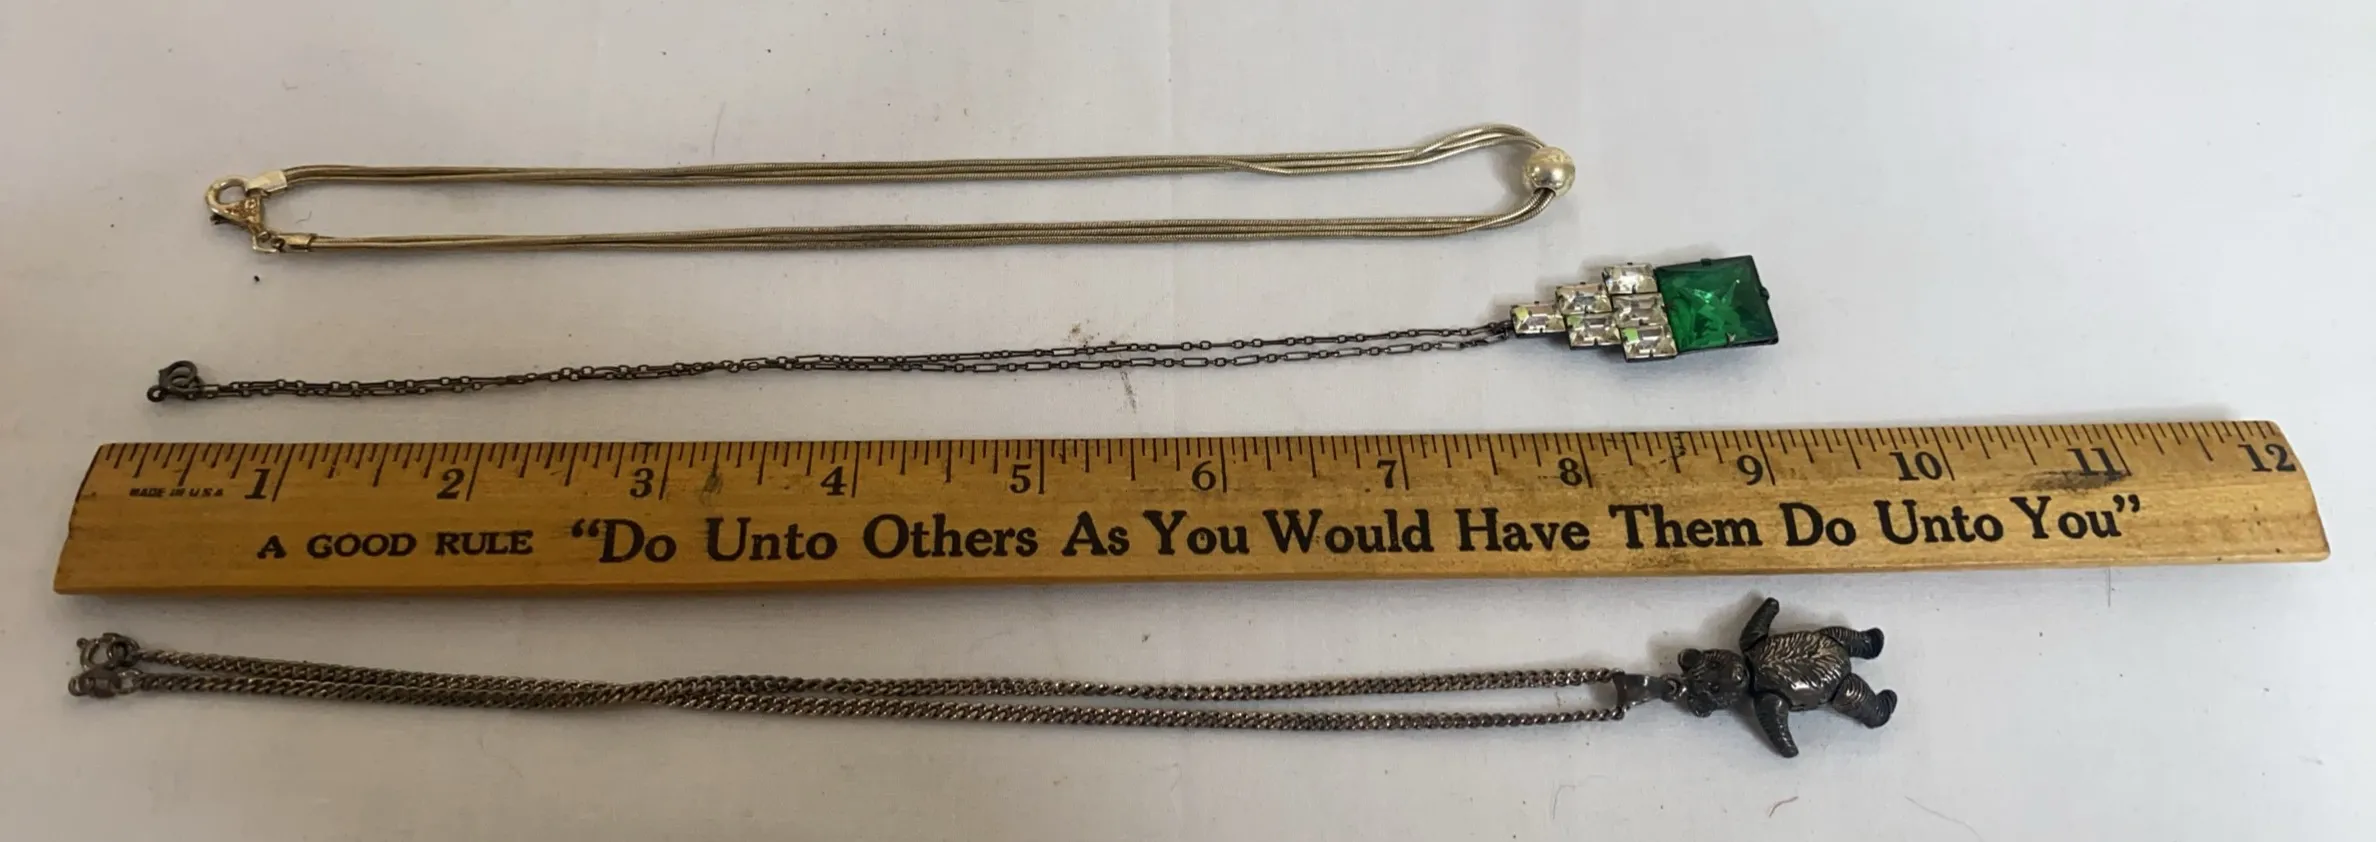 1 2 3 4 5 6 7 8 9 10 11 12
MADE IN U.S.A
A GOOD RULE "Do Unto Others As You Would Have Them Do Unto You"